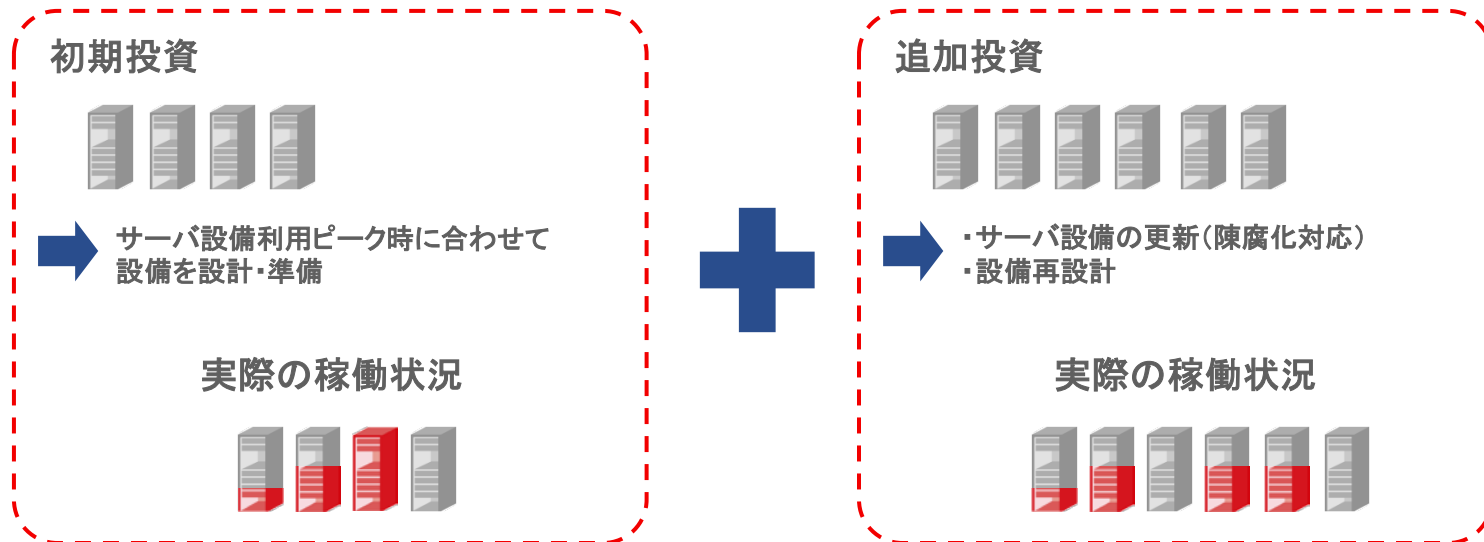 初期投資
サーバ設備利用ピーク時に合わせて
設備を設計・準備
実際の稼働状況
追加投資
・サーバ設備の更新（陳腐化対応）
・設備再設計
実際の稼働状況